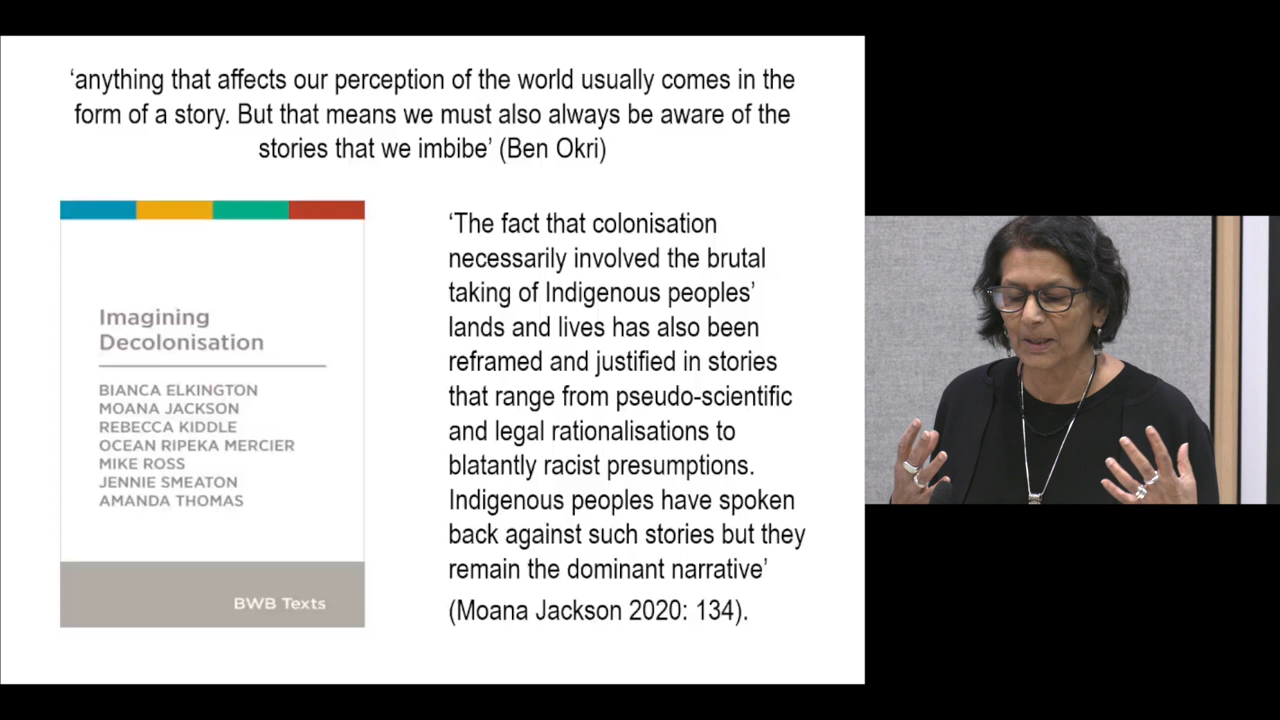 ‘anything that affects our perception of the world usually comes in the
form of a story. But that means we must also always be aware of the
stories that we imbibe’ (Ben Okri)
Imagining
Decolonisation
BIANCA ELKINGTON
MOANA JACKSON
REBECCA KIDDLE
OCEAN RIPEKA MERCIER
MIKE ROSS
JENNIE SMEATON
AMANDA THOMAS
BWB Texts
‘The fact that colonisation
necessarily involved the brutal
taking of Indigenous peoples’
lands and lives has also been
reframed and justified in stories
that range from pseudo-scientific
and legal rationalisations to
blatantly racist presumptions.
Indigenous peoples have spoken
back against such stories but they
remain the dominant narrative’
(Moana Jackson 2020: 134).